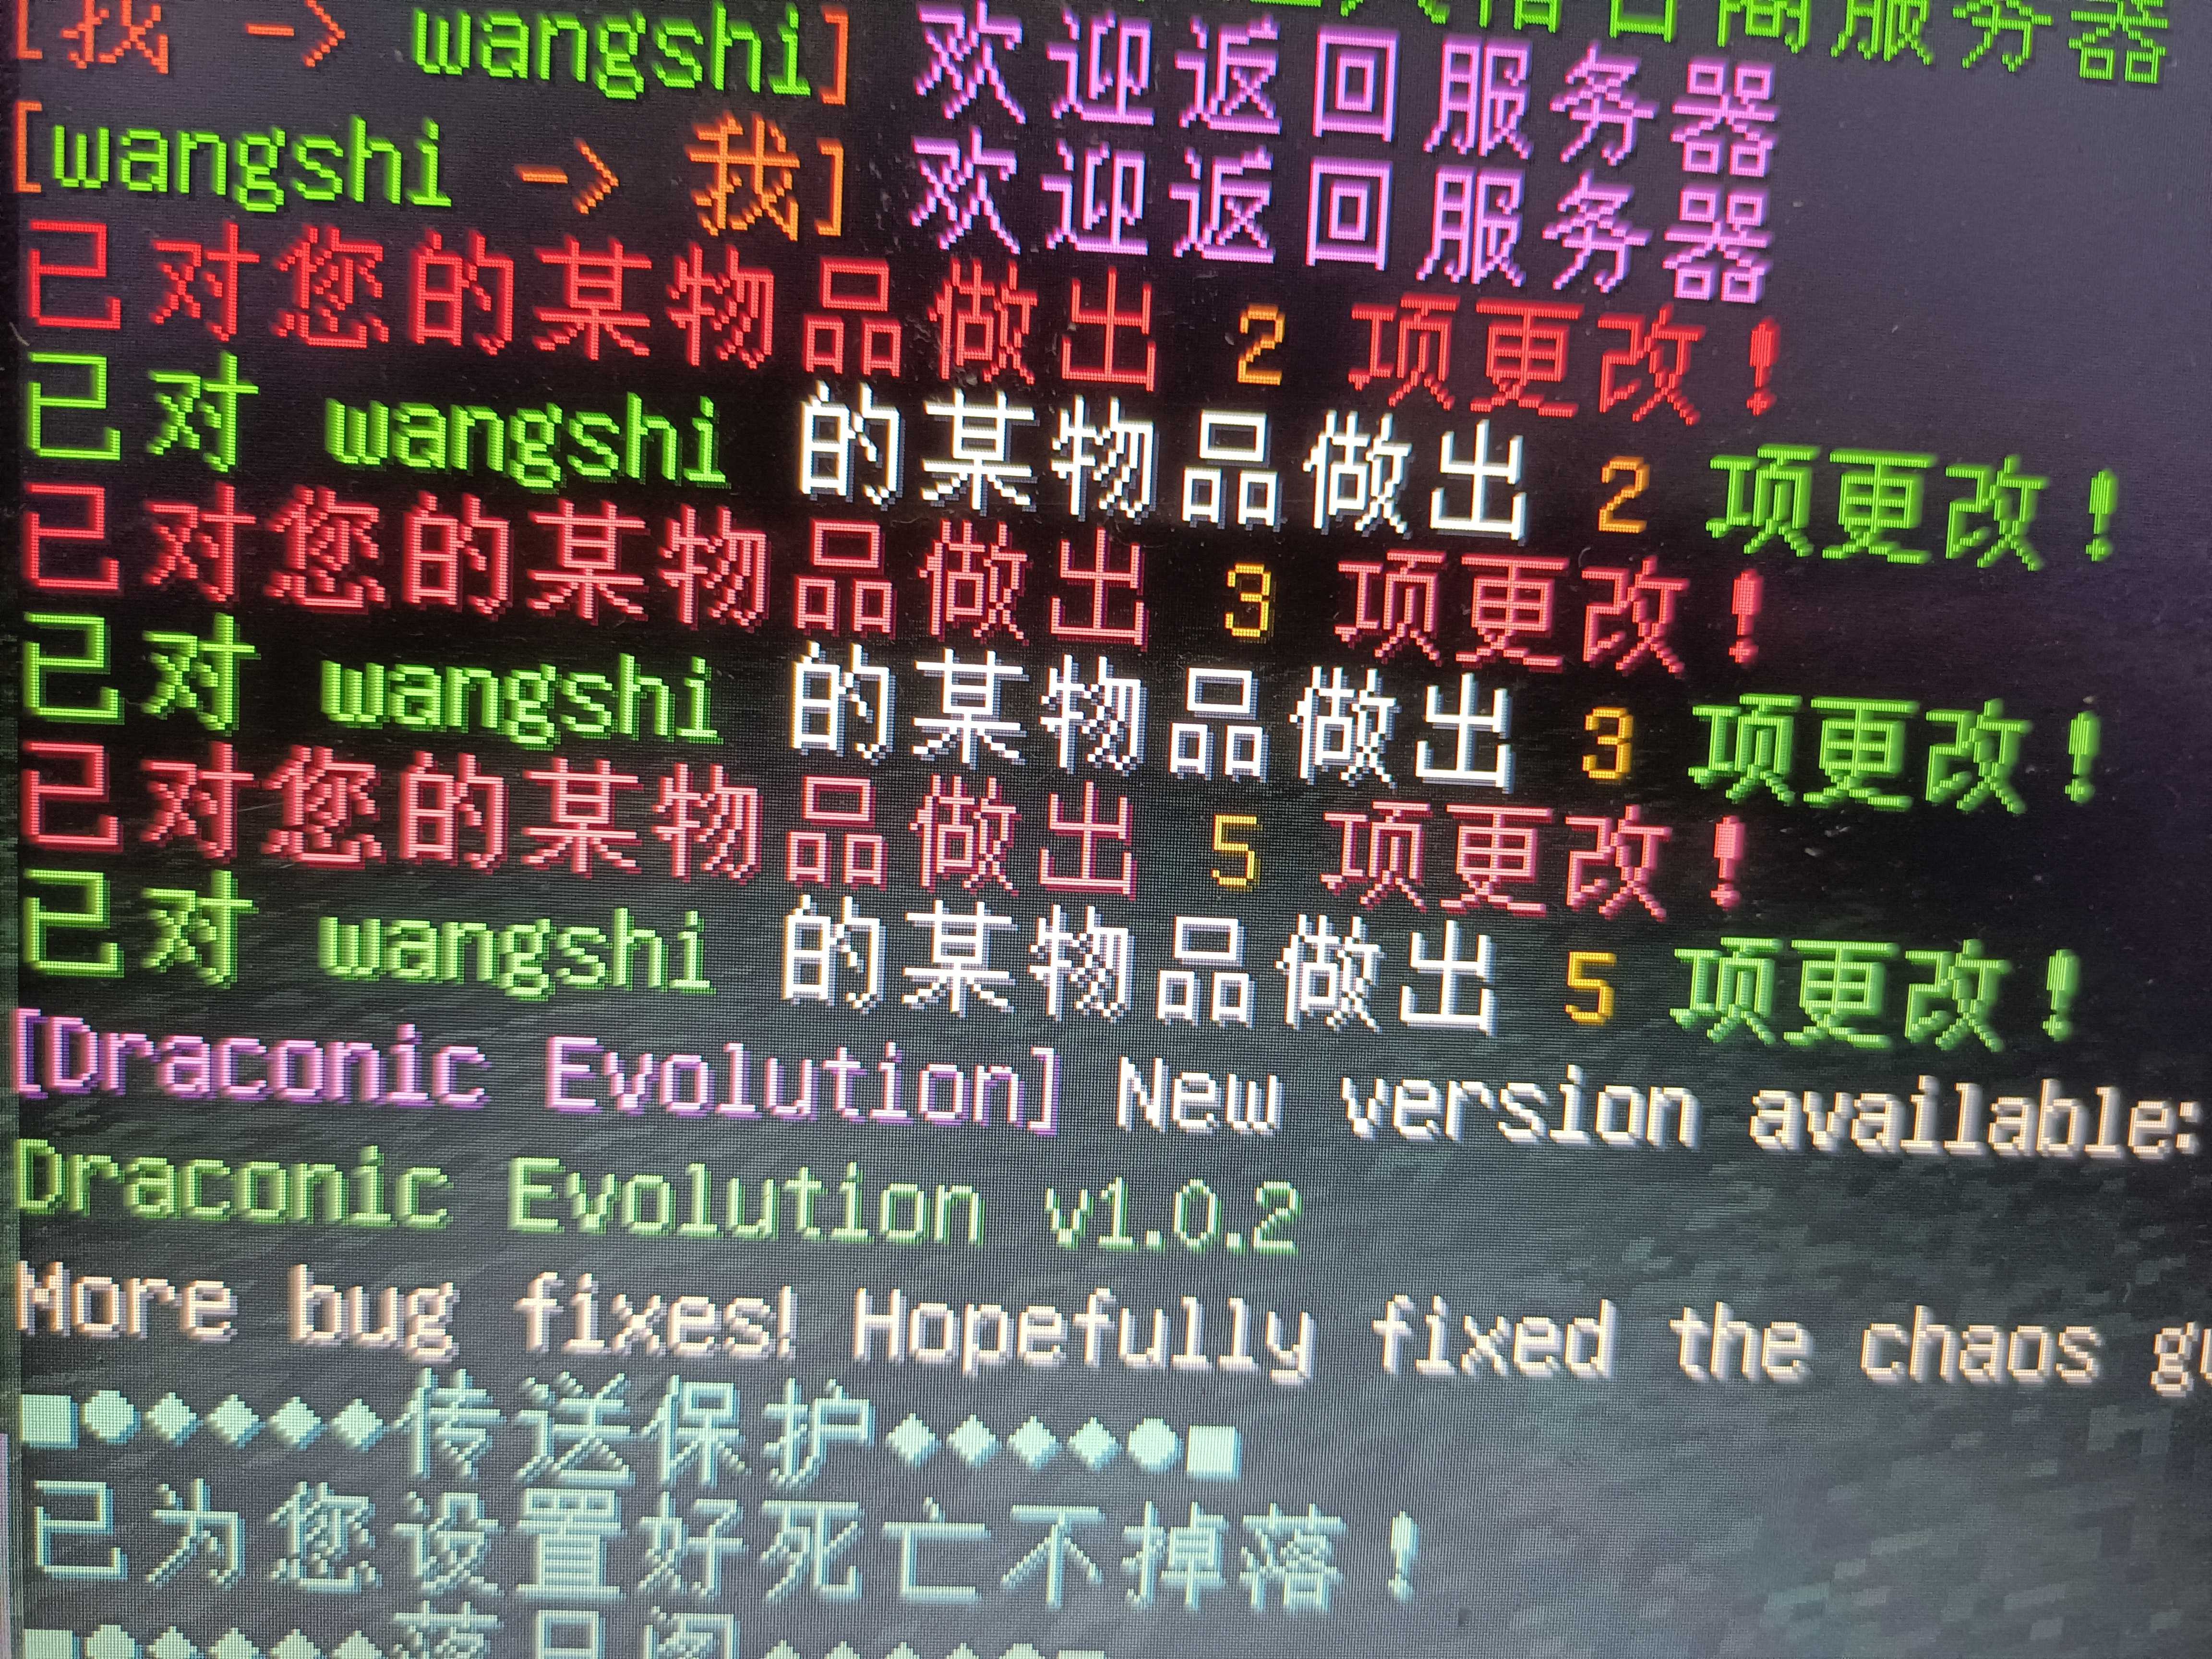 服务器
[我 -> wangshi] 欢迎返回服务器
[wangshi -> 我] 欢迎返回服务器
已对您的某物品做出 2 项更改!
已对 wangshi 的某物品做出 2 项更改!
已对您的某物品做出 3 项更改!
已对 wangshi 的某物品做出 3 项更改!
已对您的某物品做出 5 项更改!
已对 wangshi 的某物品做出 5 项更改!
[Draconic Evolution] New version available:
Draconic Evolution v1.0.2
More bug fixes! Hopefully fixed the chaos
■●◆◆◆◆传送保护◆◆◆◆●■
已为您设置好死亡不掉落!